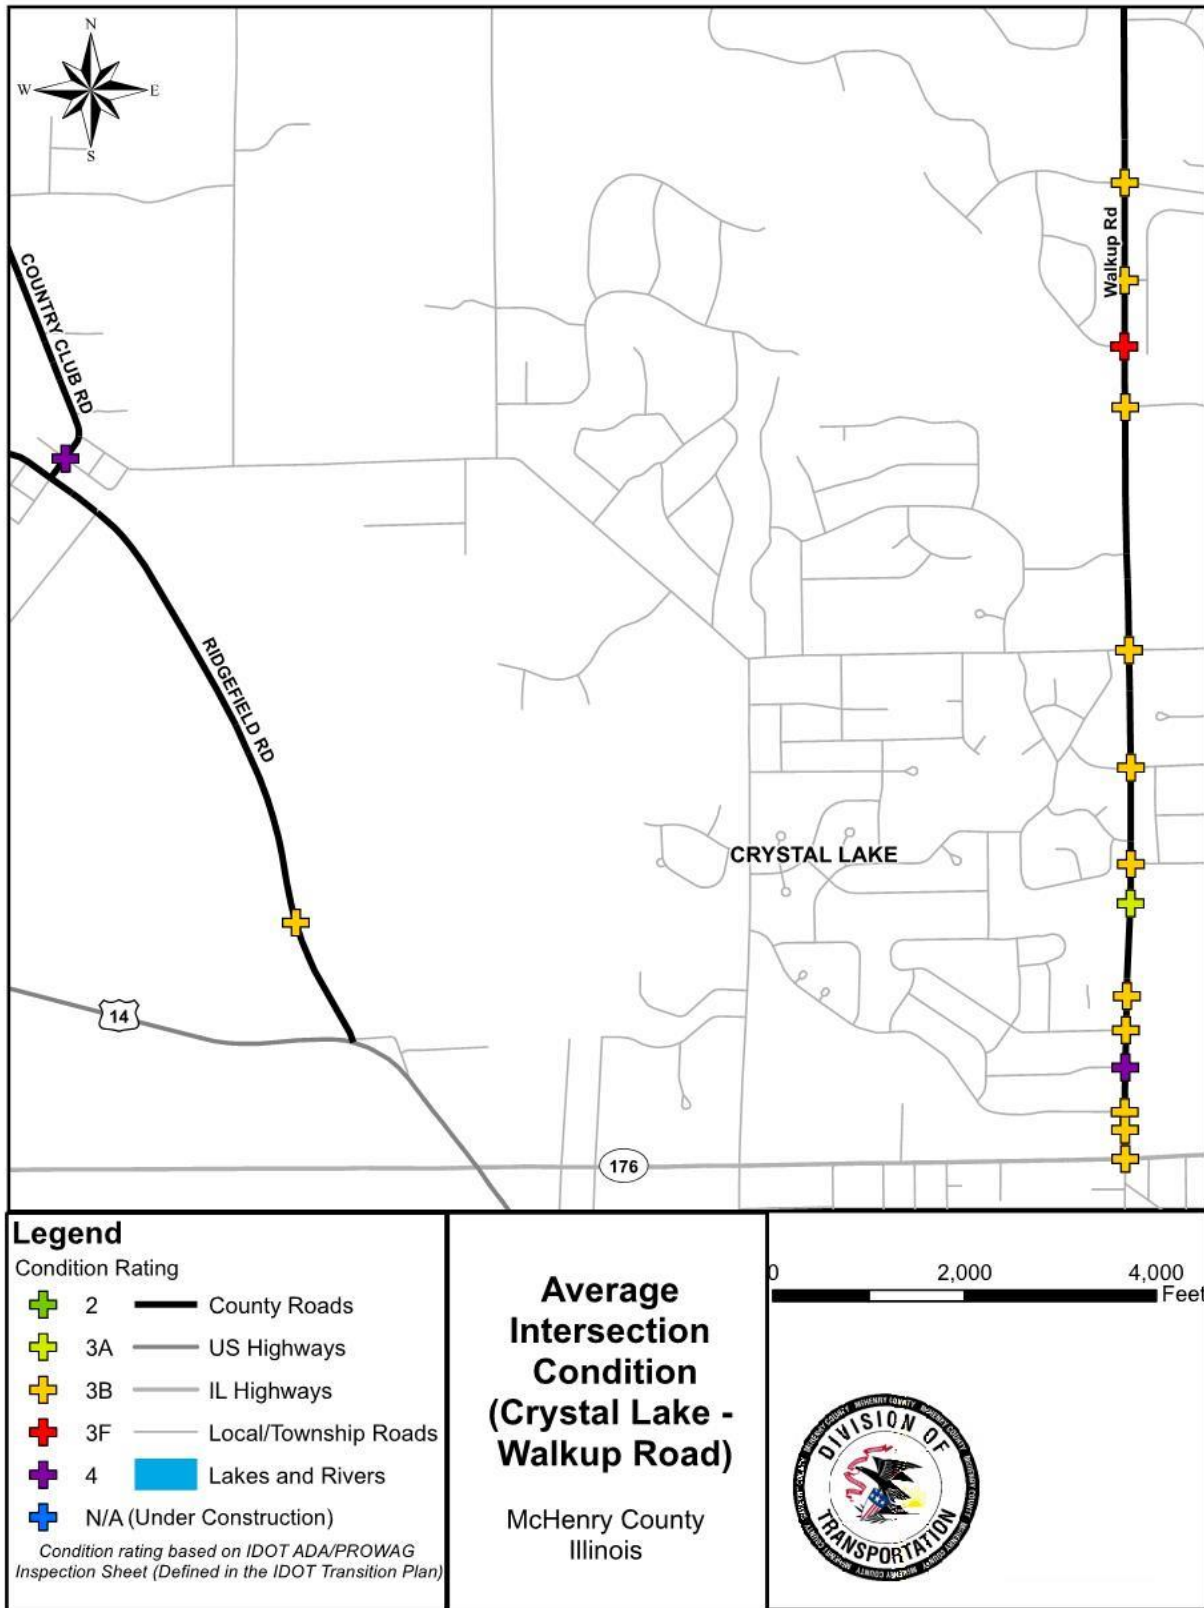 N
W E
S
Walkup Rd
COUNTRY CLUB RD
RIDGEFIELD RD
CRYSTAL LAKE
14
176
Legend
Condition Rating
2 County Roads
3A US Highways
3B IL Highways
3F Local/Township Roads
4 Lakes and Rivers
N/A (Under Construction)
Condition rating based on IDOT ADA/PROWAG
Inspection Sheet (Defined in the IDOT Transition Plan)
Average
Intersection
Condition
(Crystal Lake -
Walkup Road)
McHenry County
Illinois
0 2,000 4,000
Feet
DIVISION OF
TRANSPORTATION